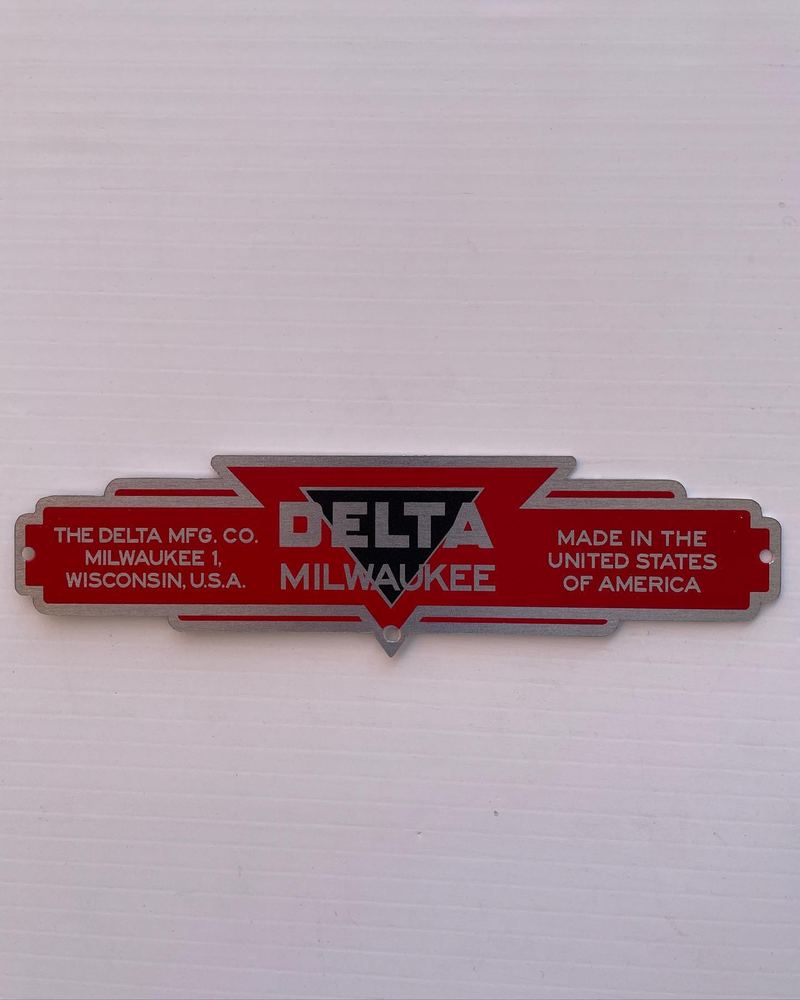 THE DELTA MFG. CO.
MILWAUKEE 1,
WISCONSIN, U.S.A.
DELTA
MILWAUKEE
MADE IN THE
UNITED STATES
OF AMERICA